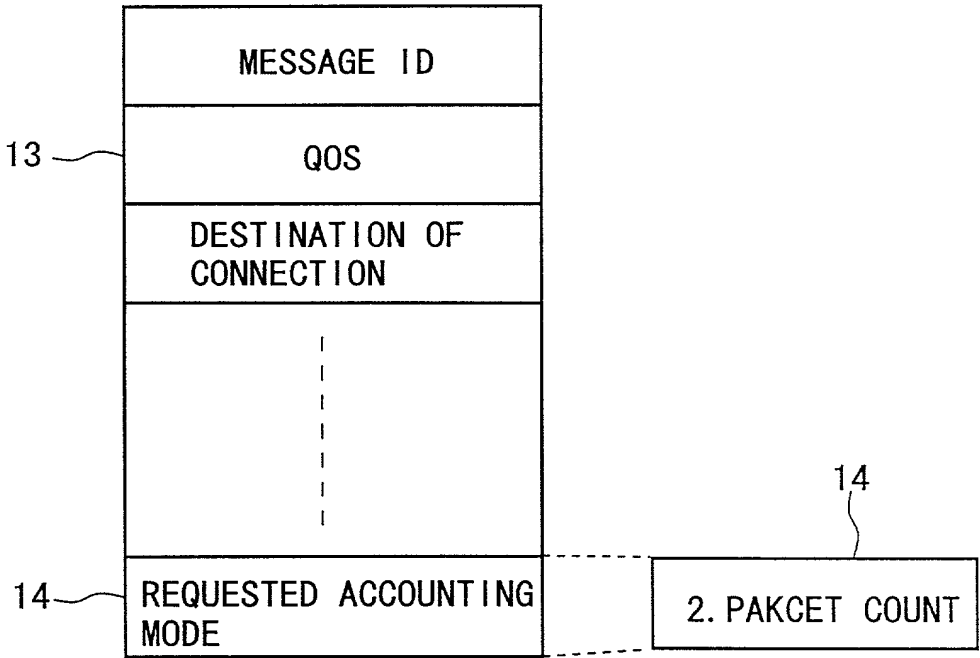 MESSAGE ID
13
QOS
DESTINATION OF
CONNECTION
14
14
REQUESTED ACCOUNTING
MODE
2. PAKCET COUNT